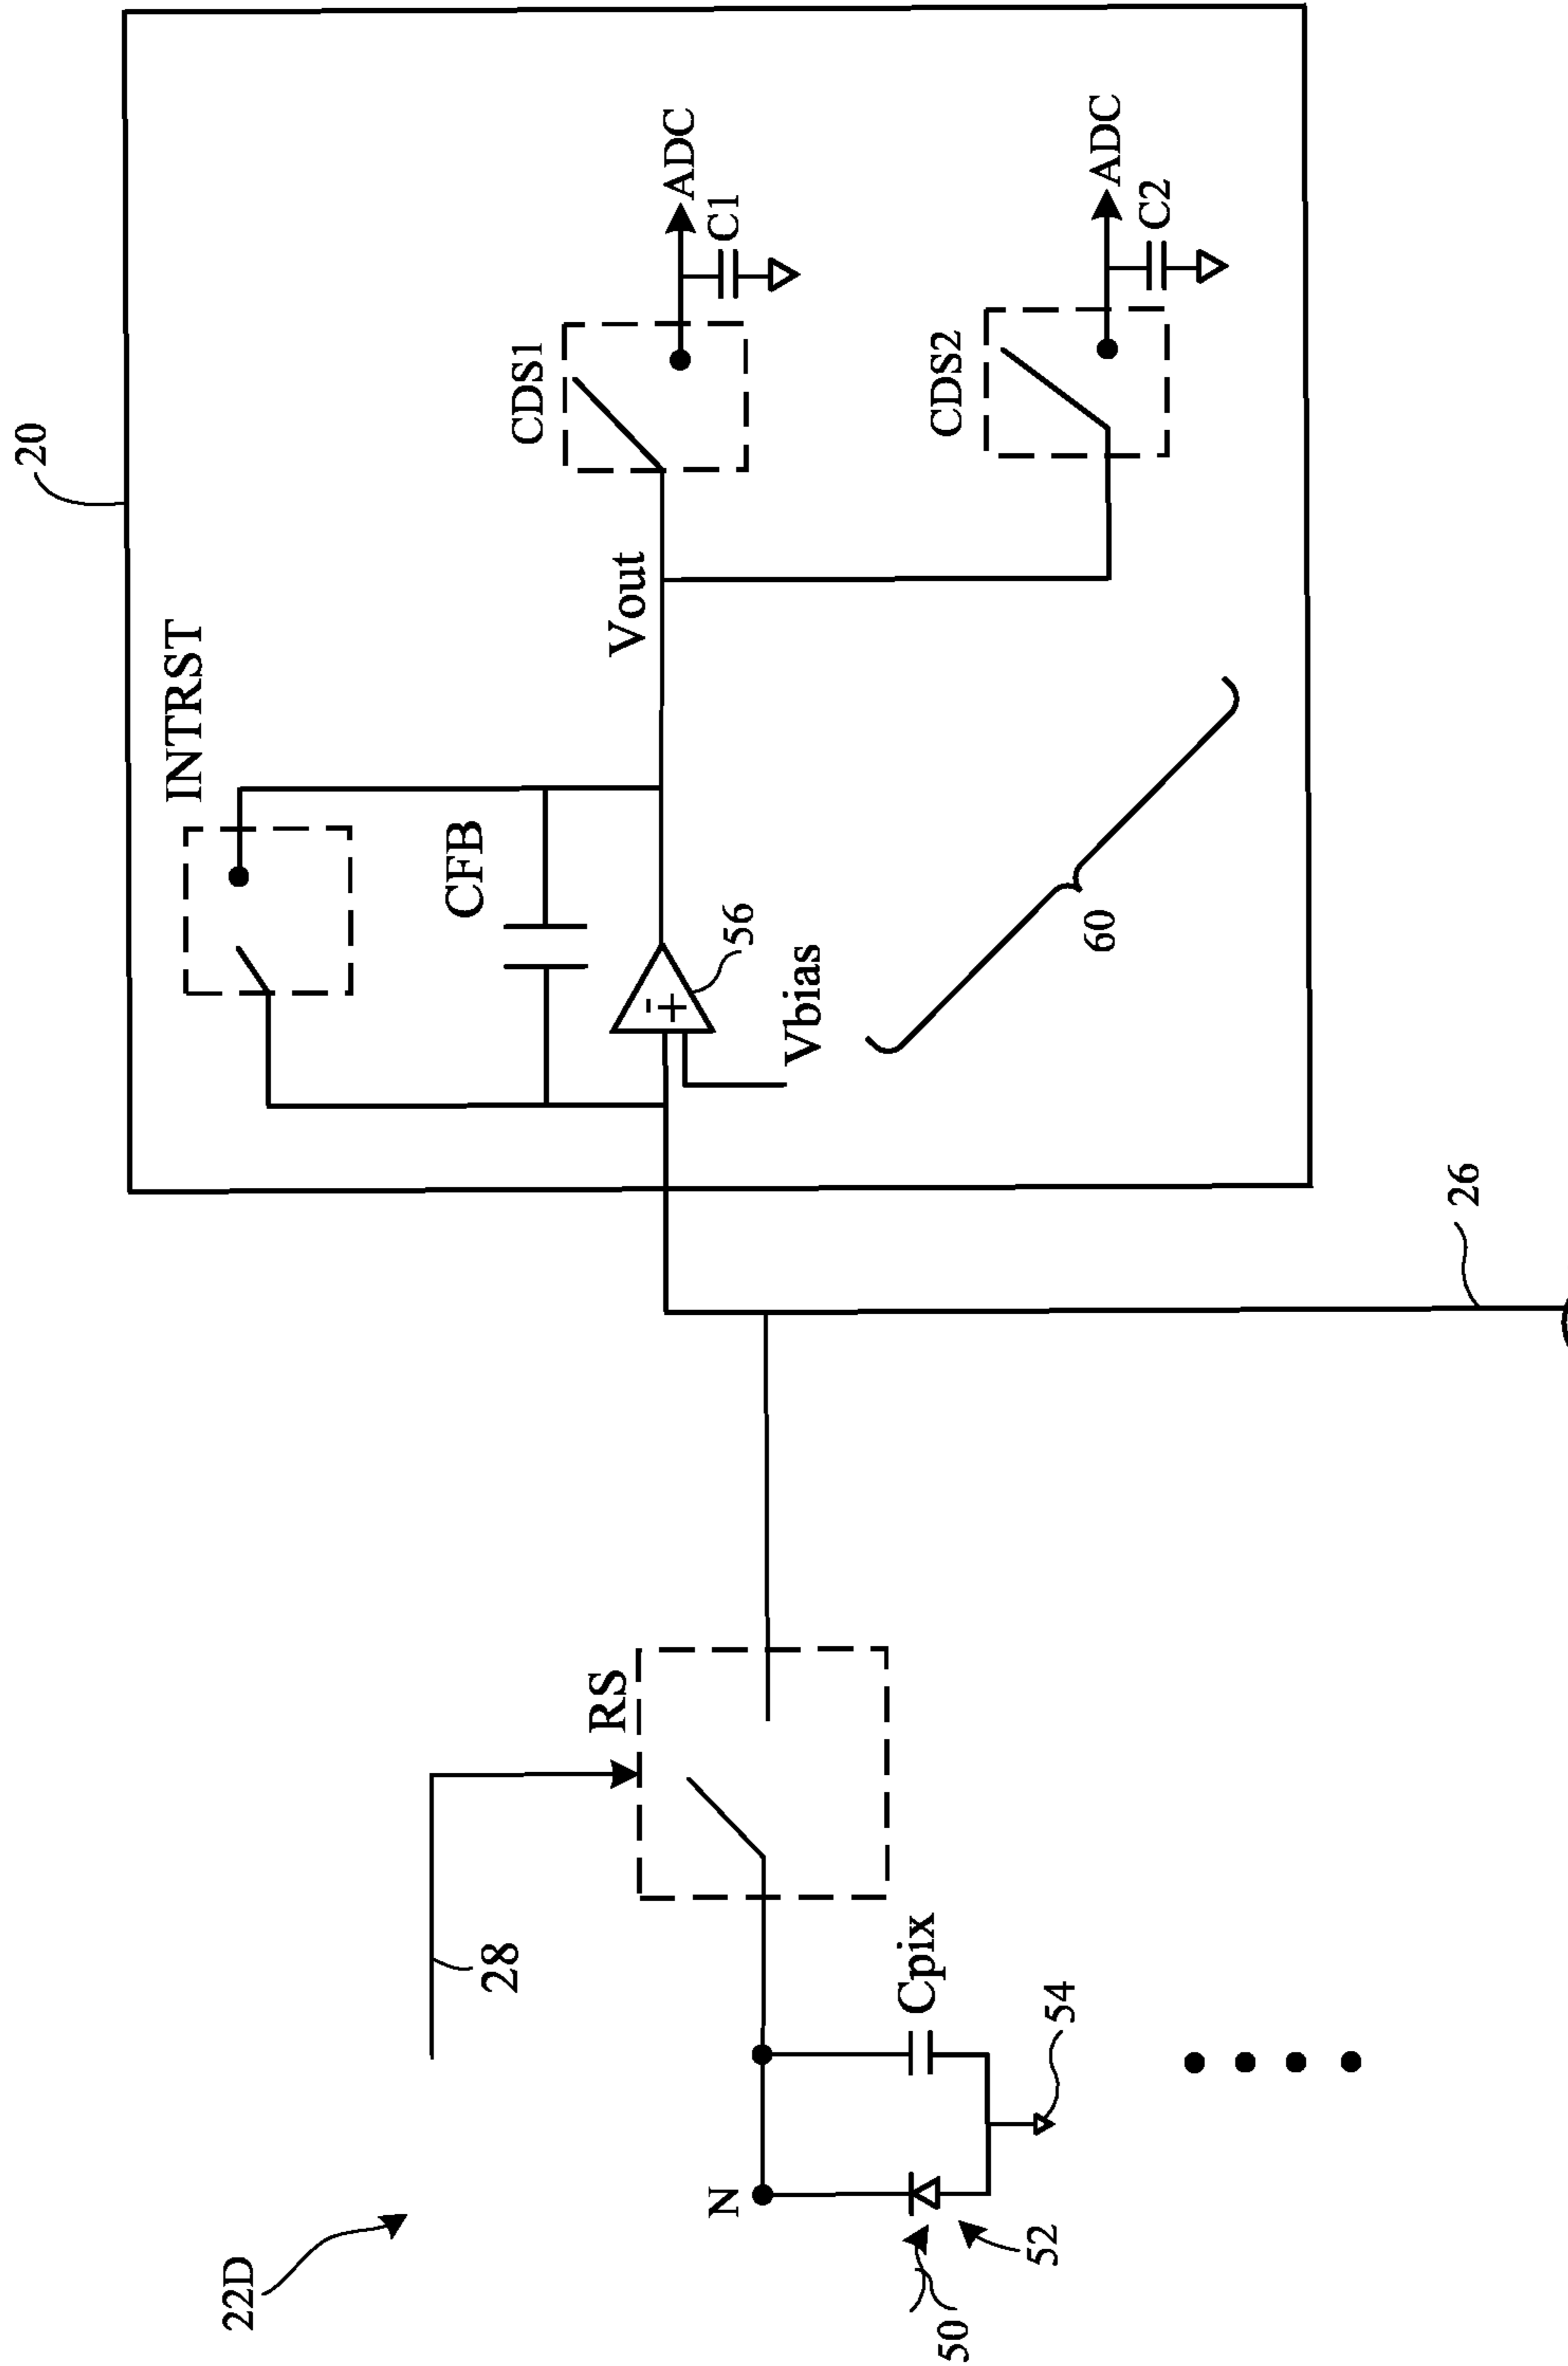 20
INTRST
CFB
Vout
CDS1
ADC
C1
CDS2
ADC
C2
-
+
56
Vbias
60
26
RS
28
22D
N
Cpix
50
52
54